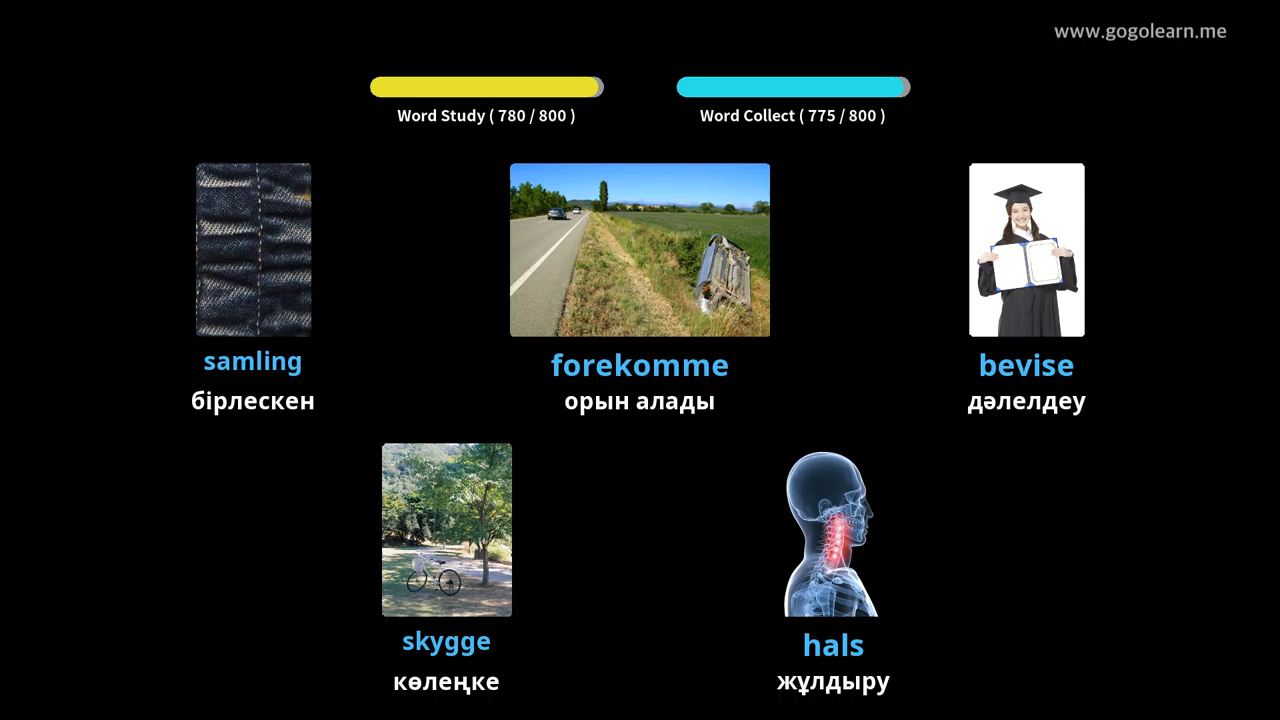 www.gogolearn.me
Word Study ( 780 / 800 )
Word Collect ( 775 / 800 )
samling
бірлескен
forekomme
орын алады
bevise
дәлелдеу
skygge
көлеңке
hals
жұлдыру